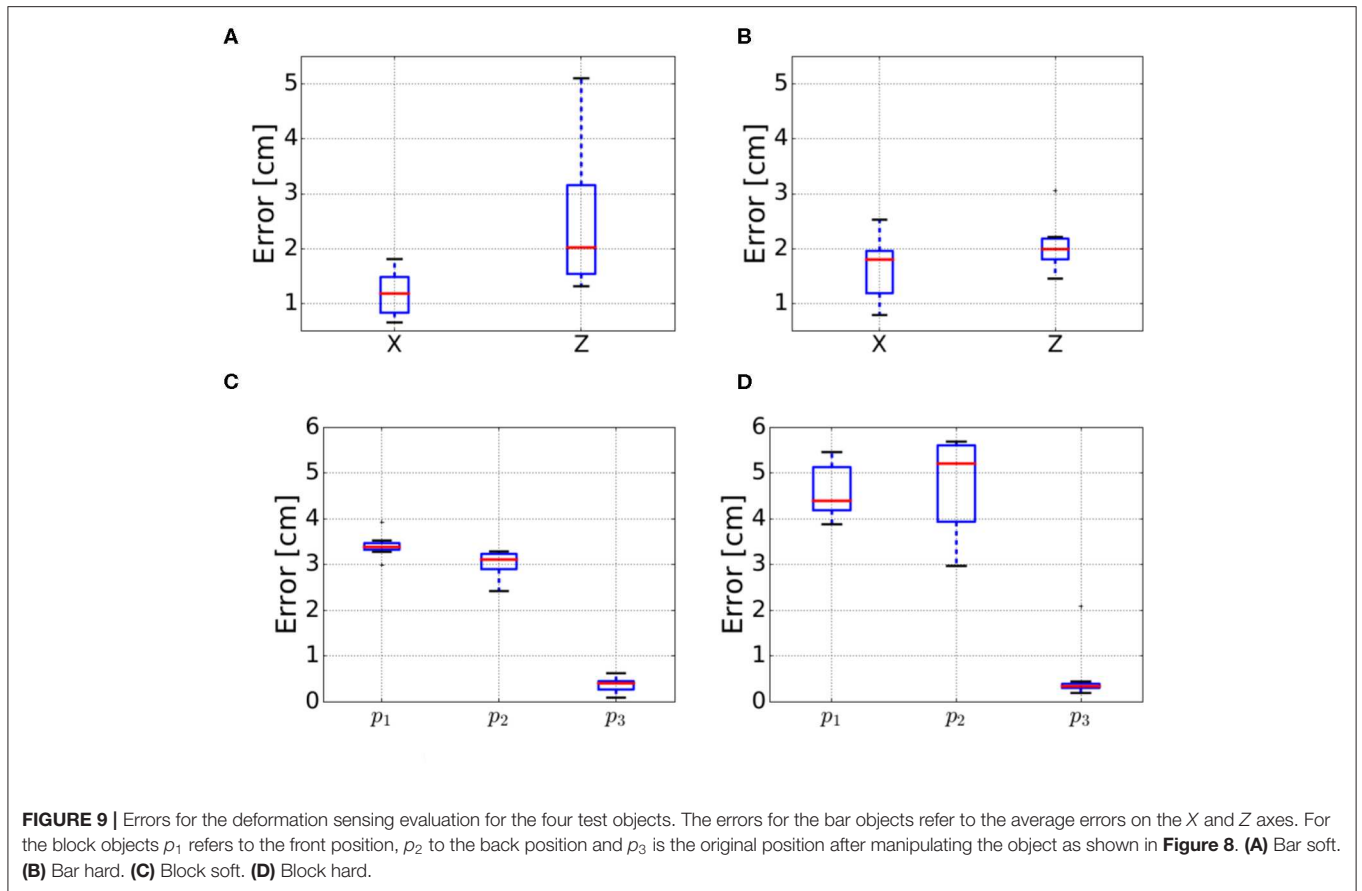 A
B
Error [cm]
5
4
3
2
1
X
Z
Error [cm]
5
4
3
2
1
X
Z
C
D
Error [cm]
6
5
4
3
2
1
0
p₁
p₂
p₃
Error [cm]
6
5
4
3
2
1
0
p₁
p₂
p₃
FIGURE 9 | Errors for the deformation sensing evaluation for the four test objects. The errors for the bar objects refer to the average errors on the X and Z axes. For
the block objects p₁ refers to the front position, p₂ to the back position and p₃ is the original position after manipulating the object as shown in Figure 8. (A) Bar soft.
(B) Bar hard. (C) Block soft. (D) Block hard.